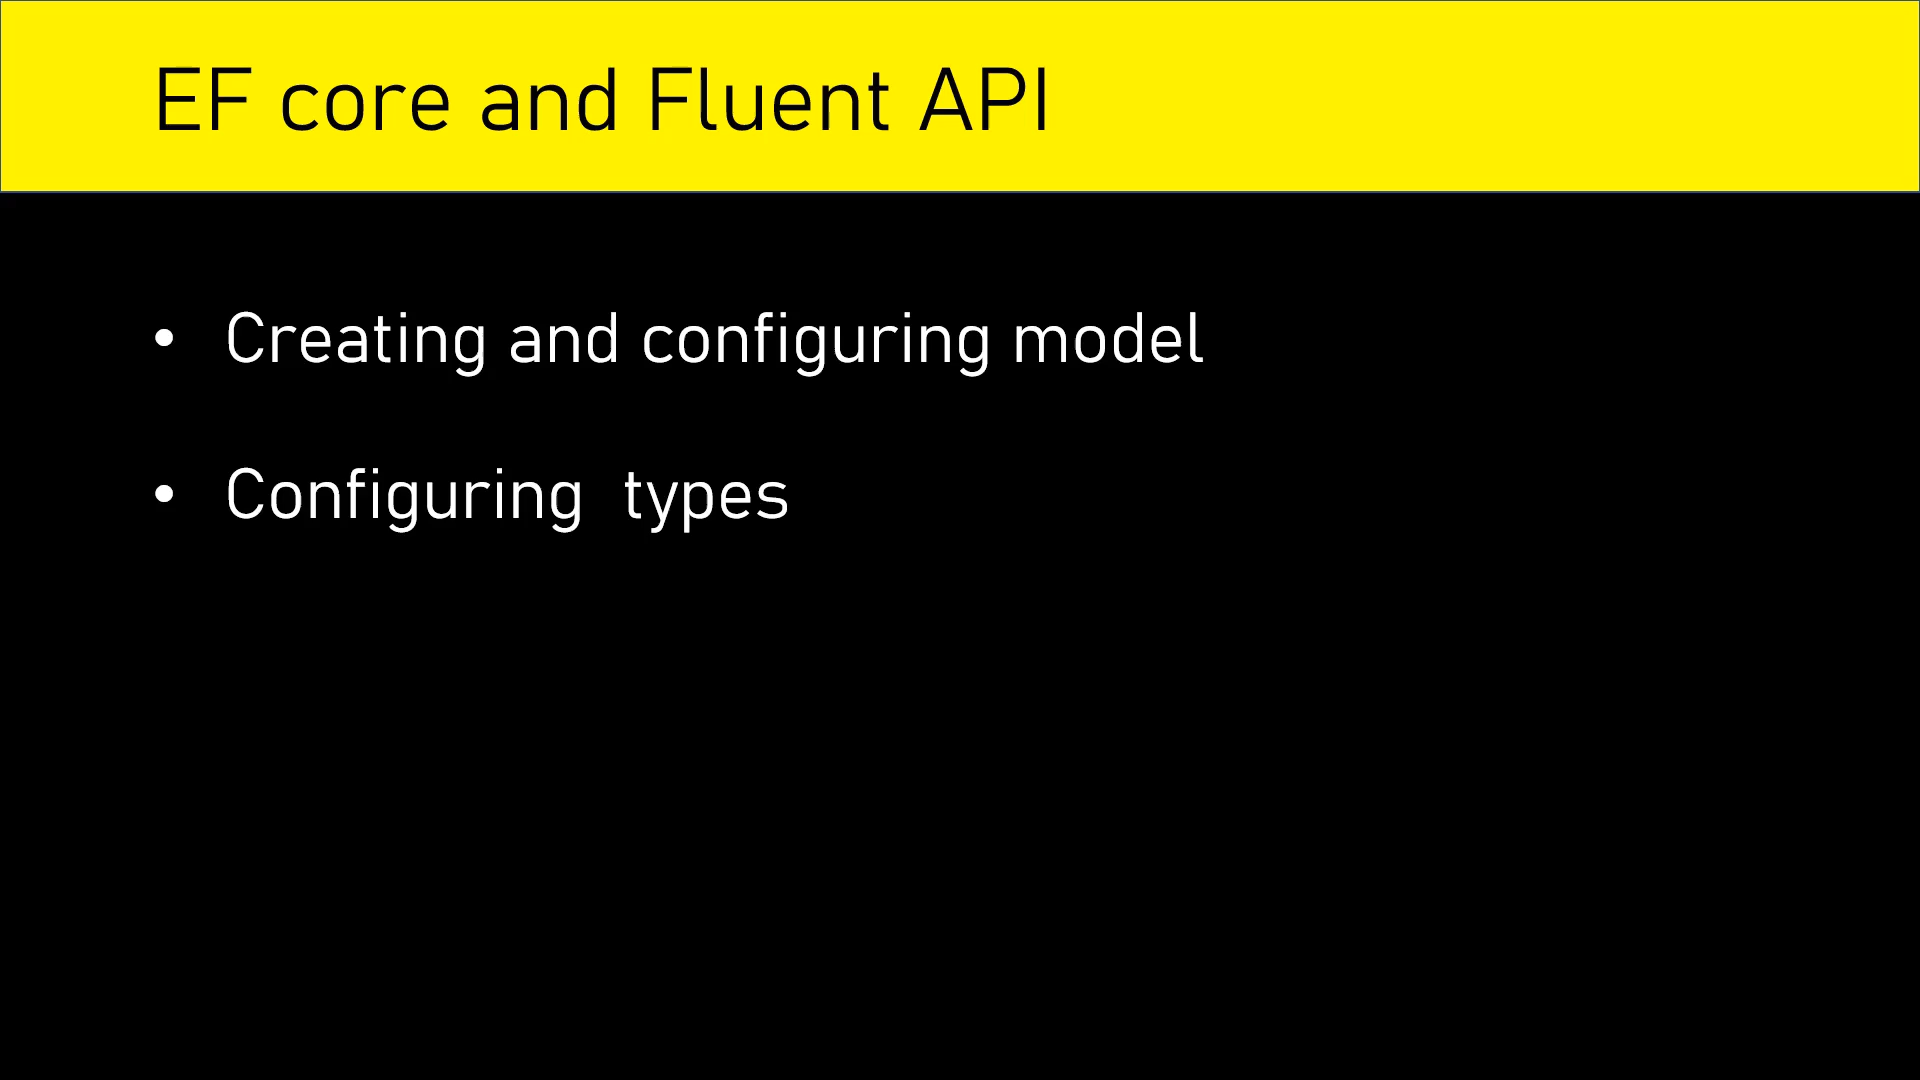 EF core and Fluent API
• Creating and configuring model
• Configuring  types